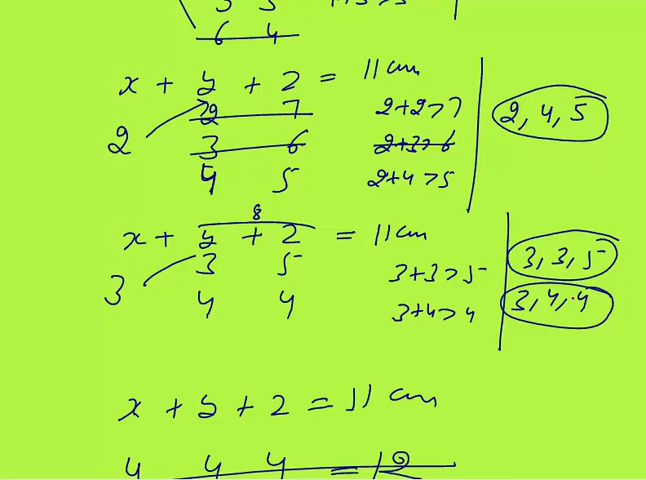 6 4
x + y + z = 11 cm
2 7 2+2>7
2 3 6 2+3>6
4 5 2+4>5
2, 4, 5
8
x + y + z = 11 cm
3 3 5 3+3>5
4 4 3+4>4
3, 3, 5
3, 4, 4
x + y + z = 11 cm
4 4 4 = 12